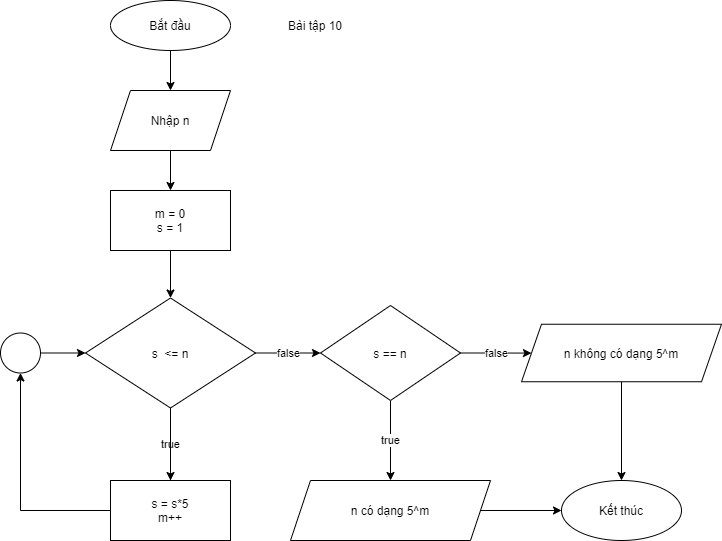 Bắt đầu
Bài tập 10
Nhập n
m = 0
s = 1
s <= n
false
s == n
false
n không có dạng 5^m
true
true
s = s*5
m++
n có dạng 5^m
Kết thúc